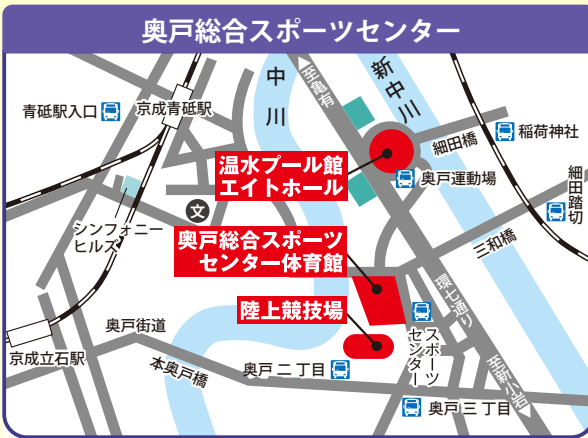 奥戸総合スポーツセンター
青砥駅入口
京成青砥駅
中川
至亀有
新中川
稲荷神社
細田橋
温水プール館
エイトホール
奥戸運動場
細田踏切
文
シンフォニー
ヒルズ
奥戸総合スポーツ
センター体育館
三和橋
陸上競技場
環七通り
スポーツ
センター
奥戸街道
京成立石駅
本奥戸橋
奥戸二丁目
至新小岩
奥戸三丁目